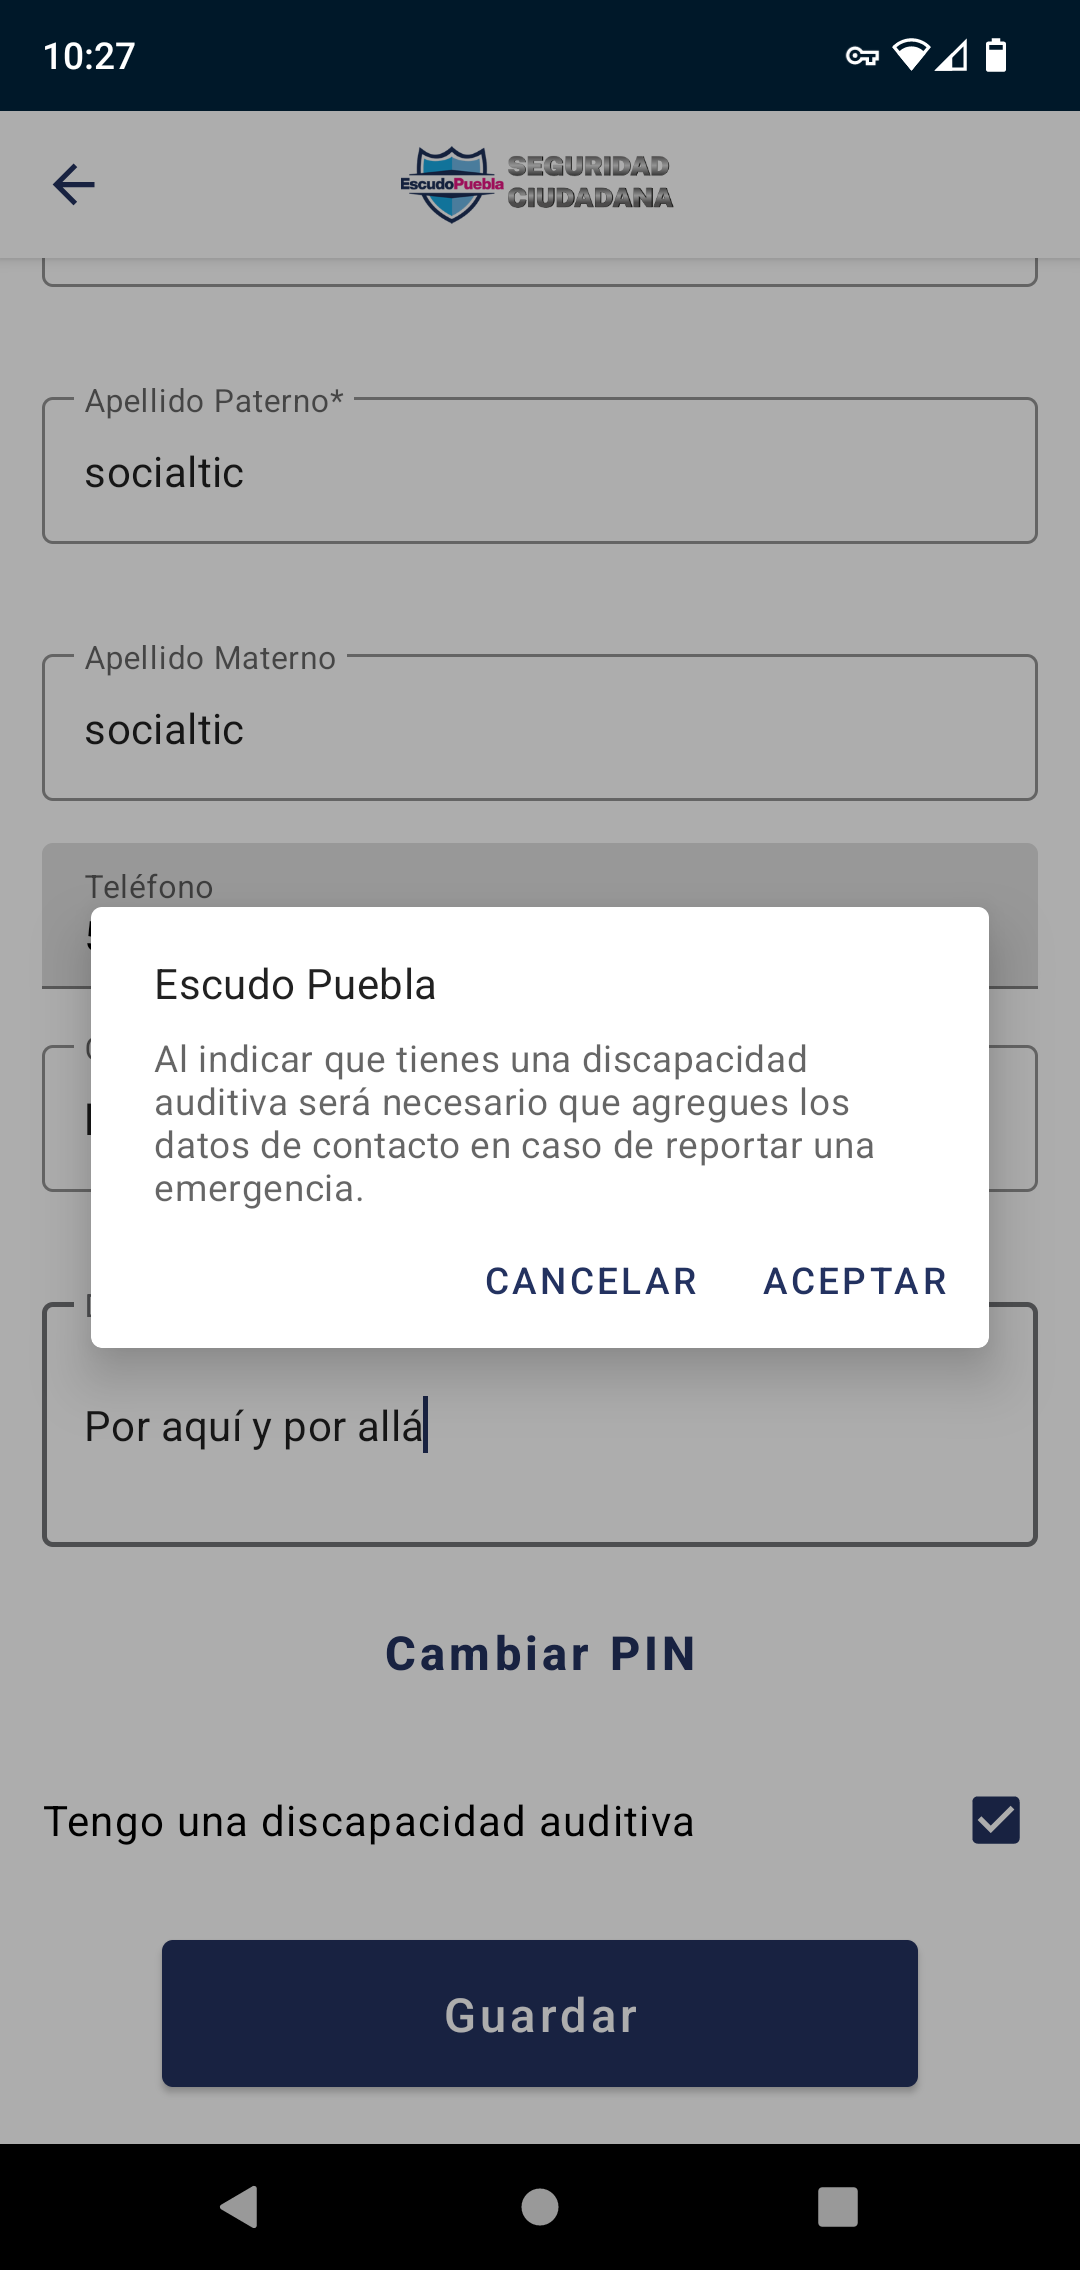 10:27
EscudoPuebla
SEGURIDAD
CIUDADANA
Apellido Paterno*
socialtic
Apellido Materno
socialtic
Teléfono
Escudo Puebla
Al indicar que tienes una discapacidad
auditiva será necesario que agregues los
datos de contacto en caso de reportar una
emergencia.
CANCELAR ACEPTAR
Por aquí y por allá
Cambiar PIN
Tengo una discapacidad auditiva
Guardar